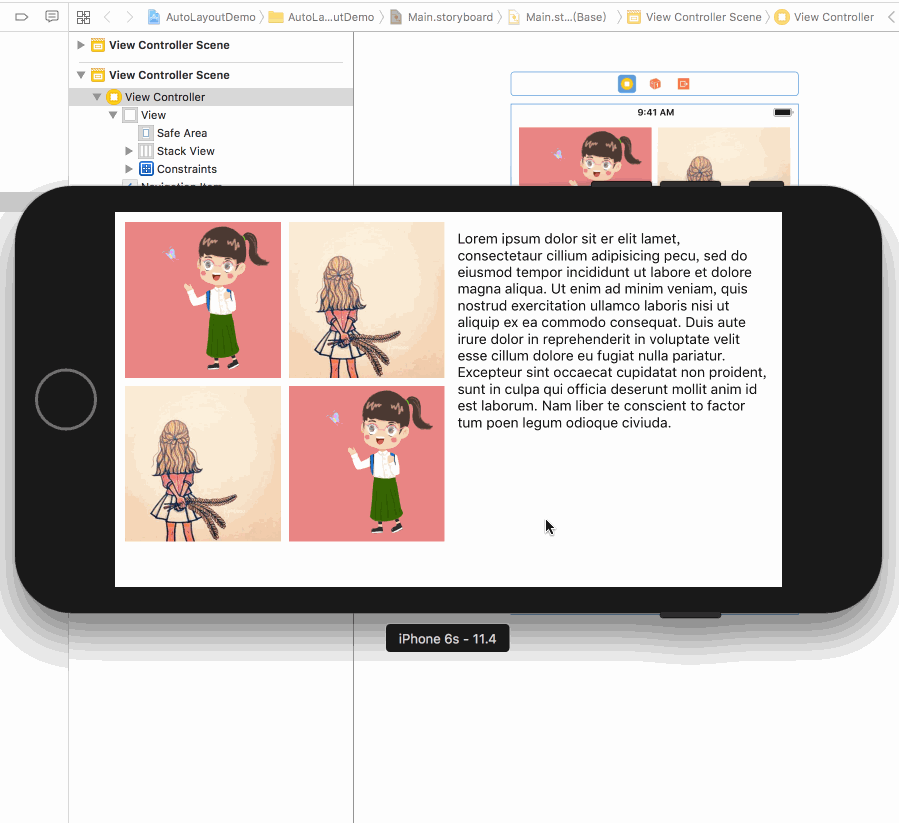 AutoLayoutDemo
AutoLa...utDemo
Main.storyboard
Main.st...(Base)
View Controller Scene
View Controller
View Controller Scene
View Controller Scene
View Controller
View
Safe Area
Stack View
Constraints
9:41 AM
Lorem ipsum dolor sit er elit lamet,
consectetaur cillium adipisicing pecu, sed do
eiusmod tempor incididunt ut labore et dolore
magna aliqua. Ut enim ad minim veniam, quis
nostrud exercitation ullamco laboris nisi ut
aliquip ex ea commodo consequat. Duis aute
irure dolor in reprehenderit in voluptate velit
esse cillum dolore eu fugiat nulla pariatur.
Excepteur sint occaecat cupidatat non proident,
sunt in culpa qui officia deserunt mollit anim id
est laborum. Nam liber te conscient to factor
tum poen legum odioque civiuda.
iPhone 6s - 11.4